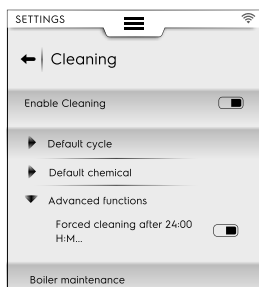 SETTINGS
Cleaning
Enable Cleaning
Default cycle
Default chemical
Advanced functions
Forced cleaning after 24:00
H:M...
Boiler maintenance